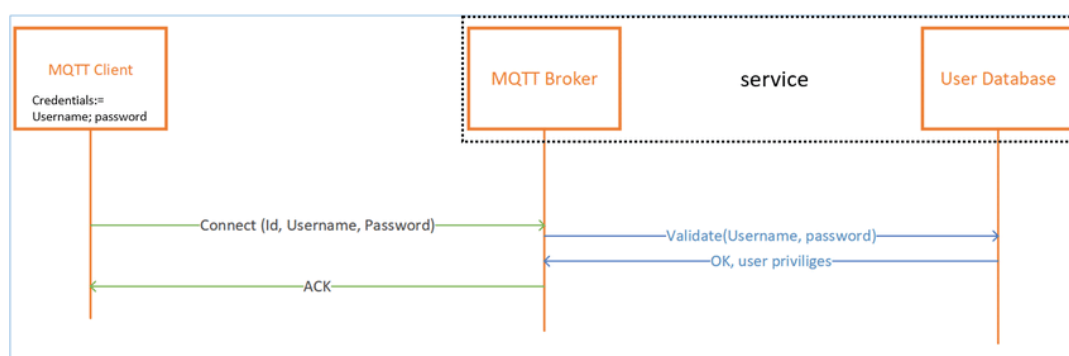 MQTT Client
Credentials:=
Username; password
MQTT Broker
service
User Database
Connect (Id, Username, Password)
Validate(Username, password)
OK, user priviliges
ACK